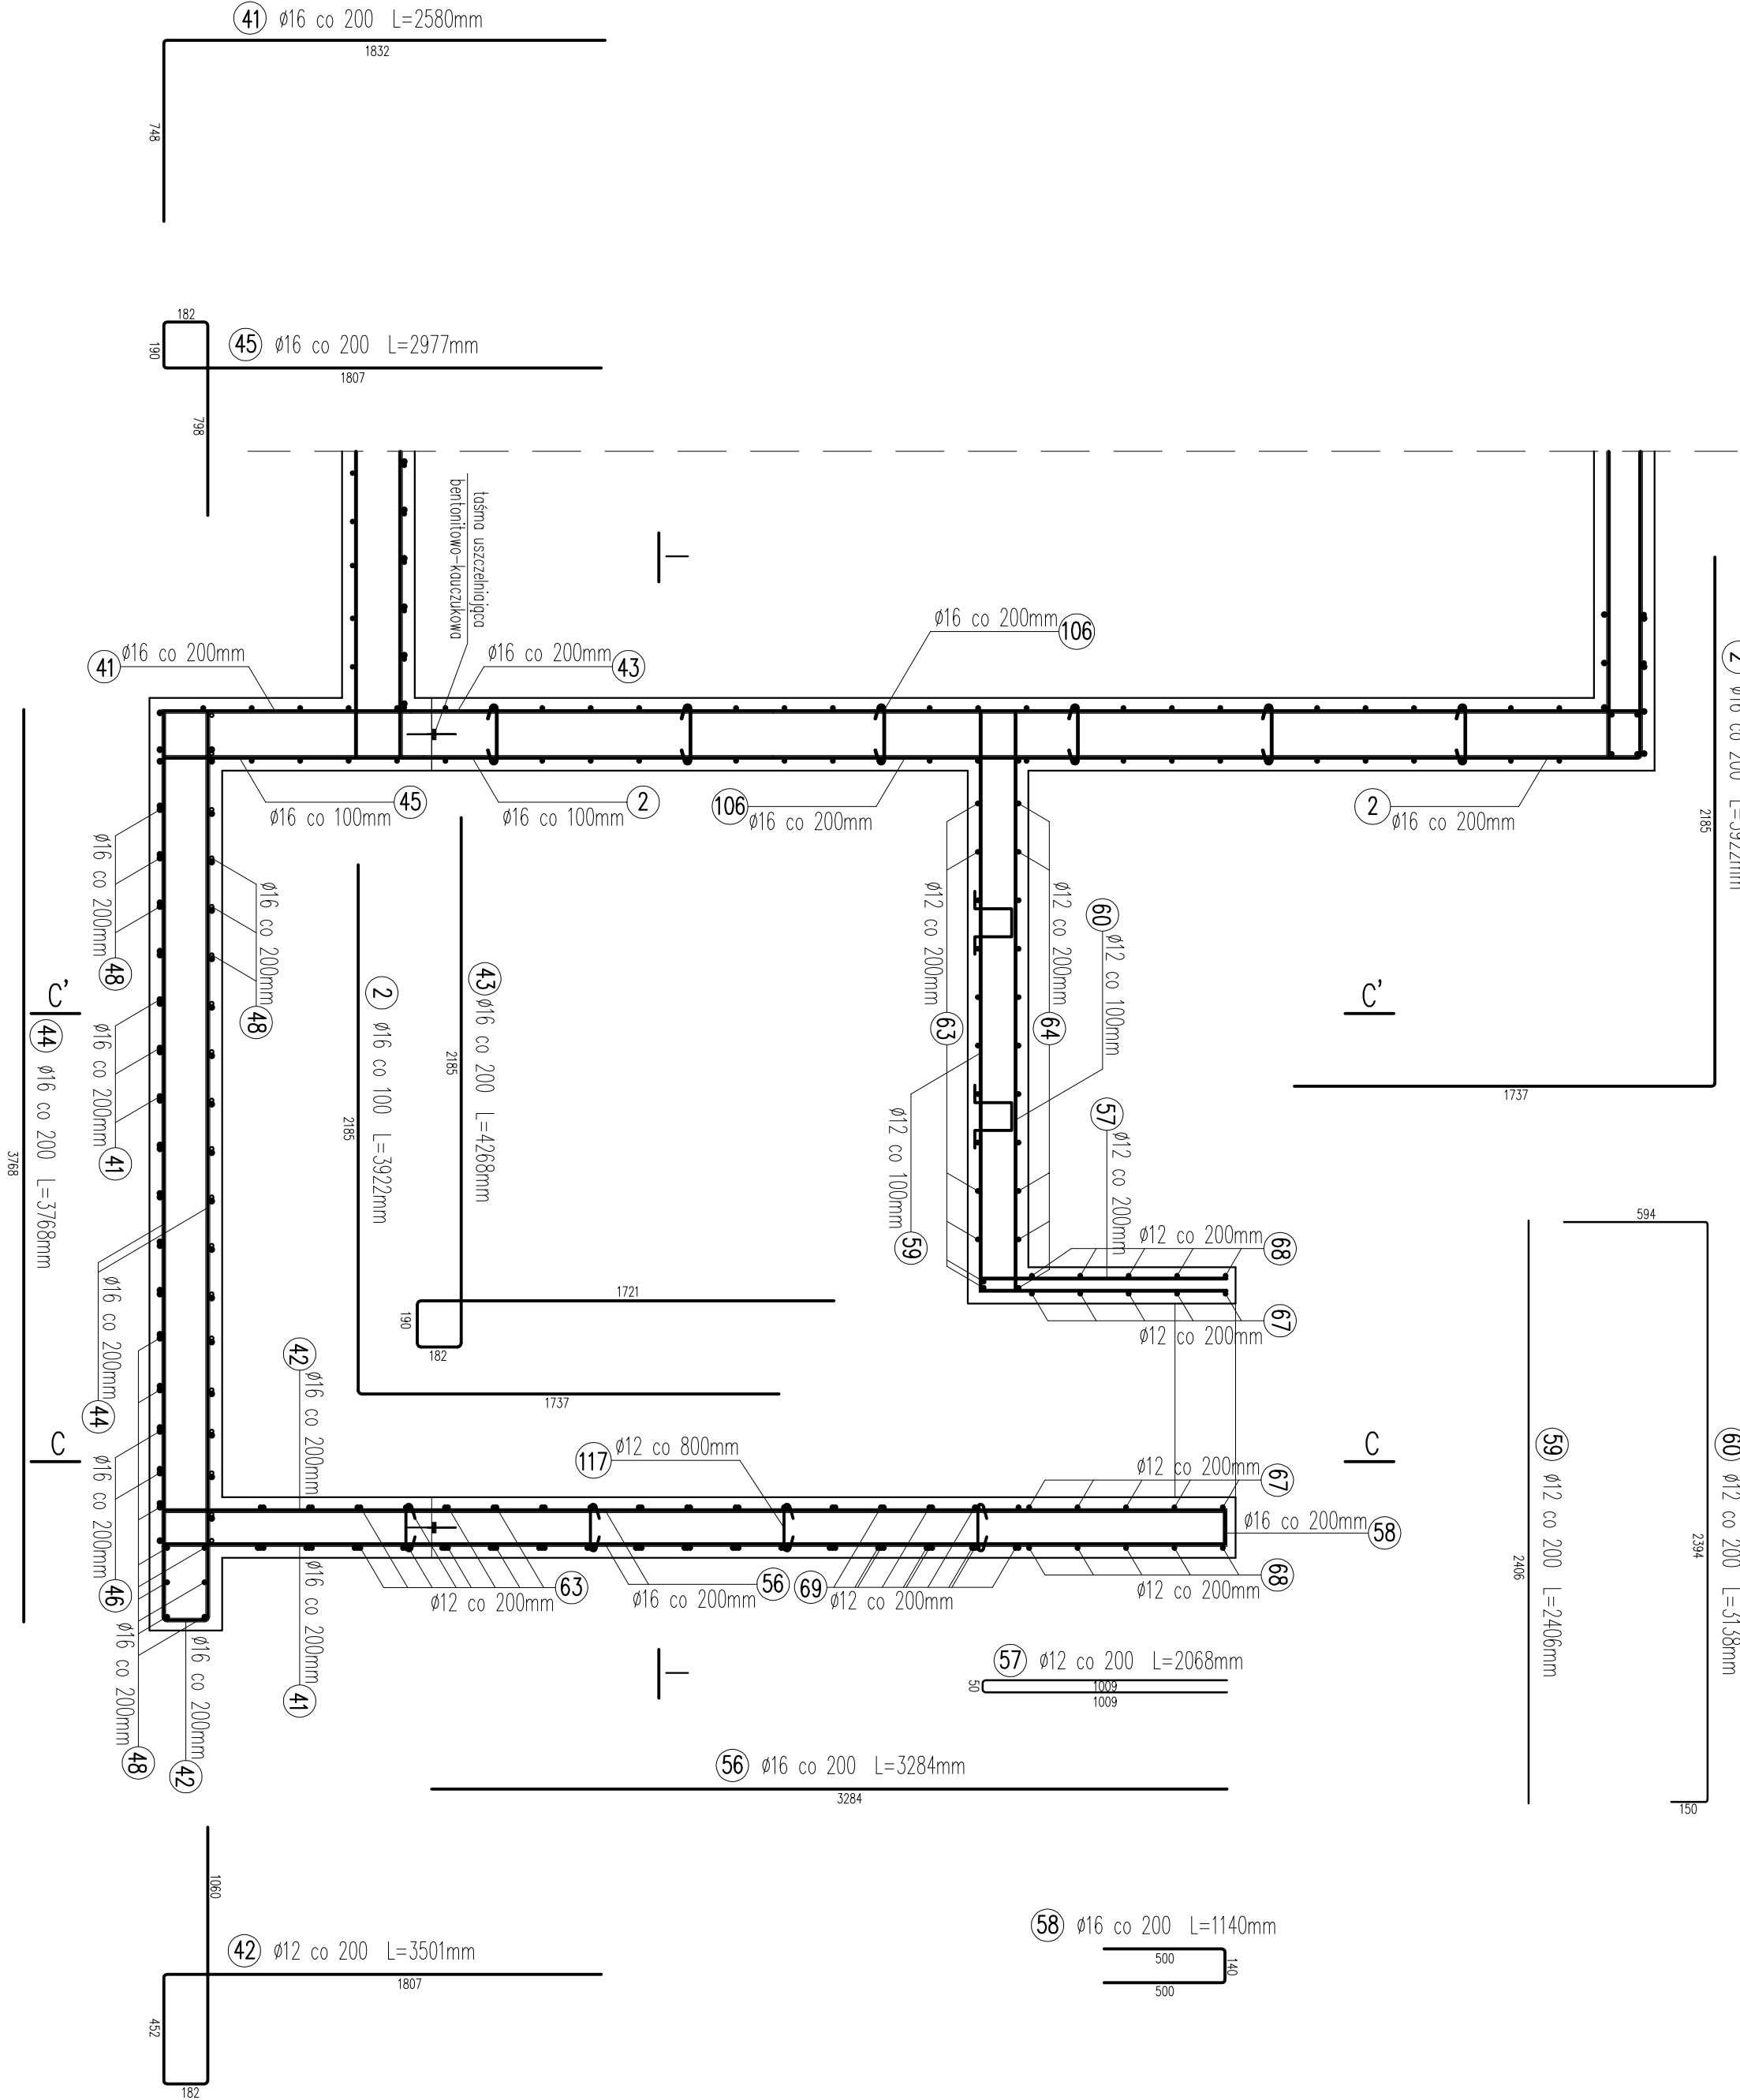 41 ø16 co 200 L=2580mm
1832
748
182
190
45 ø16 co 200 L=2977mm
1807
798
taśma uszczelniająca
bentonitowo-kauczukowa
ø16 co 200mm 106
41 ø16 co 200mm
ø16 co 200mm 43
2 ø16 co 200 L=3922mm
2185
1737
45
ø16 co 100mm
2
ø16 co 100mm
106 ø16 co 200mm
2 ø16 co 200mm
ø16 co 200mm 48
ø16 co 200mm 48
ø16 co 200mm 41
C'
C'
44 ø16 co 200 L=3768mm
3768
2 ø16 co 100 L=3922mm
2185
1737
43 ø16 co 200 L=4268mm
2185
1721
190
182
ø12 co 200mm 63
ø12 co 200mm 64
60 ø12 co 100mm
ø12 co 100mm 59
57 ø12 co 200mm
ø12 co 200mm 68
ø12 co 200mm 67
594
60 ø12 co 200 L=3138mm
2394
150
59 ø12 co 200 L=2406mm
2406
ø16 co 200mm 44
C
C
42 ø16 co 200mm
117 ø12 co 800mm
ø12 co 200mm 67
ø16 co 200mm 58
ø12 co 200mm 68
ø16 co 200mm 46
ø16 co 200mm 48
ø16 co 200mm 42
ø16 co 200mm 41
63
ø12 co 200mm
56
ø16 co 200mm
69
ø12 co 200mm
57 ø12 co 200 L=2068mm
50
1009
1009
56 ø16 co 200 L=3284mm
3284
58 ø16 co 200 L=1140mm
500
140
500
1060
42 ø12 co 200 L=3501mm
1807
452
182